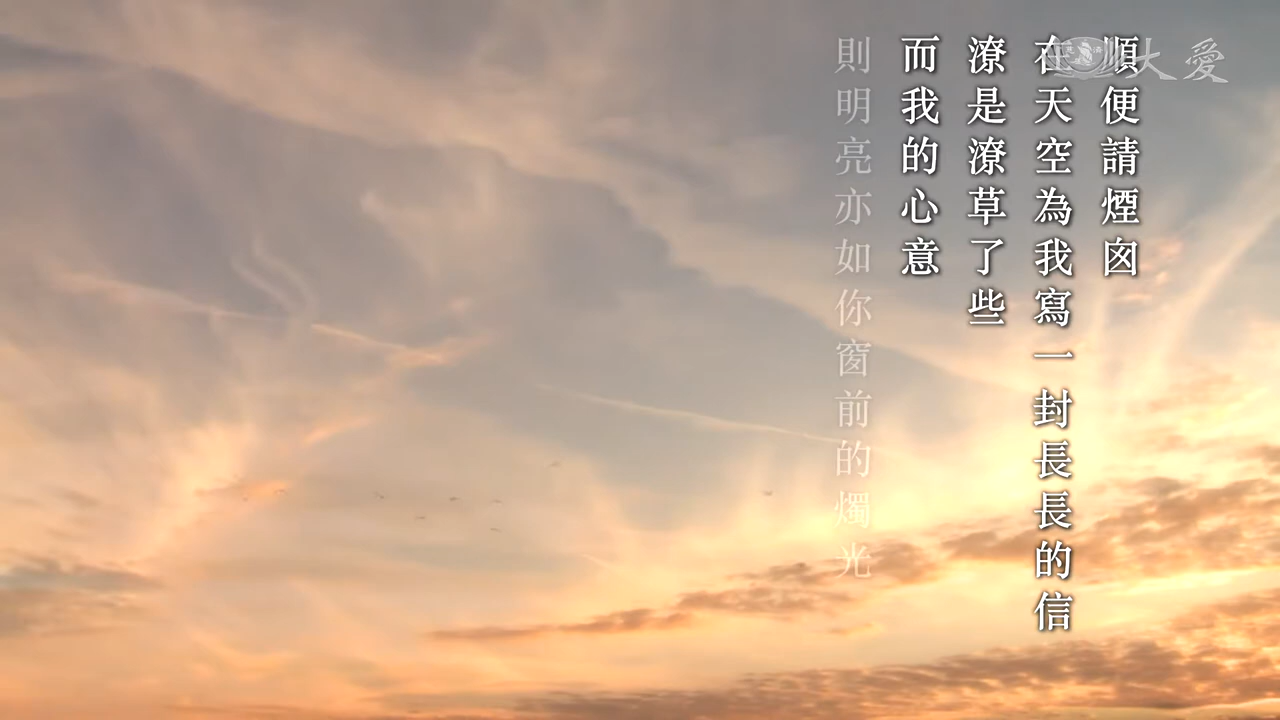 順便請煙囪
在天空為我寫一封長長的信
潦是潦草了些
而我的心意
則明亮亦如你窗前的燭光
大愛